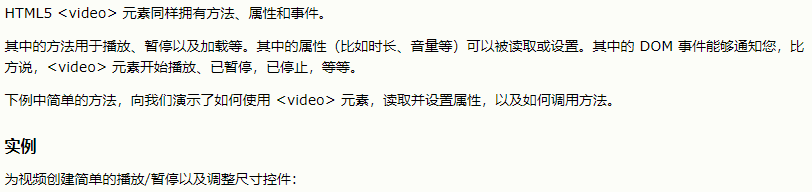 HTML5 <video> 元素同样拥有方法、属性和事件。
其中的方法用于播放、暂停以及加载等。其中的属性（比如时长、音量等）可以被读取或设置。其中的 DOM 事件能够通知您，比
方说，<video> 元素开始播放、已暂停，已停止，等等。
下例中简单的方法，向我们演示了如何使用 <video> 元素，读取并设置属性，以及如何调用方法。
实例
为视频创建简单的播放/暂停以及调整尺寸控件：